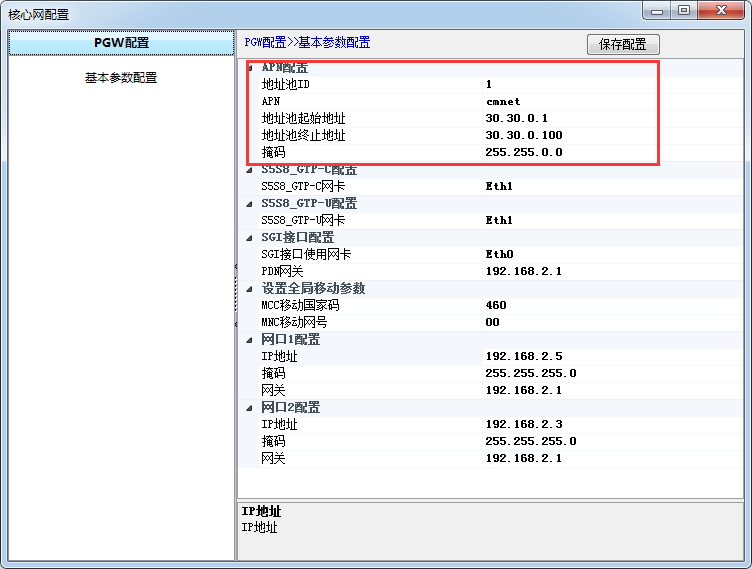 核心网配置
PGW配置
基本参数配置
PGW配置>>基本参数配置
保存配置
APN配置
地址池ID 1
APN cmnet
地址池起始地址 30.30.0.1
地址池终止地址 30.30.0.100
掩码 255.255.0.0
S5S8_GTP-C配置
S5S8_GTP-C网卡 Eth1
S5S8_GTP-U配置
S5S8_GTP-U网卡 Eth1
SGI接口配置
SGI接口使用网卡 Eth0
PDN网关 192.168.2.1
设置全局移动参数
MCC移动国家码 460
MNC移动网号 00
网口1配置
IP地址 192.168.2.5
掩码 255.255.255.0
网关 192.168.2.1
网口2配置
IP地址 192.168.2.3
掩码 255.255.255.0
网关 192.168.2.1
IP地址
IP地址